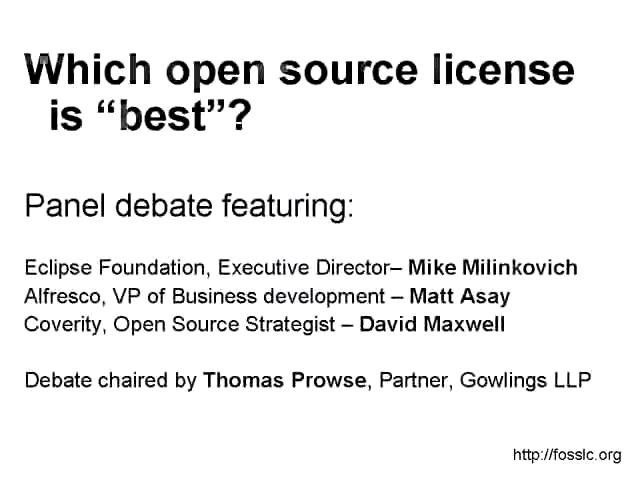 Which open source license
is “best”?
Panel debate featuring:
Eclipse Foundation, Executive Director– Mike Milinkovich
Alfresco, VP of Business development – Matt Asay
Coverity, Open Source Strategist – David Maxwell
Debate chaired by Thomas Prowse, Partner, Gowlings LLP
http://fosslc.org